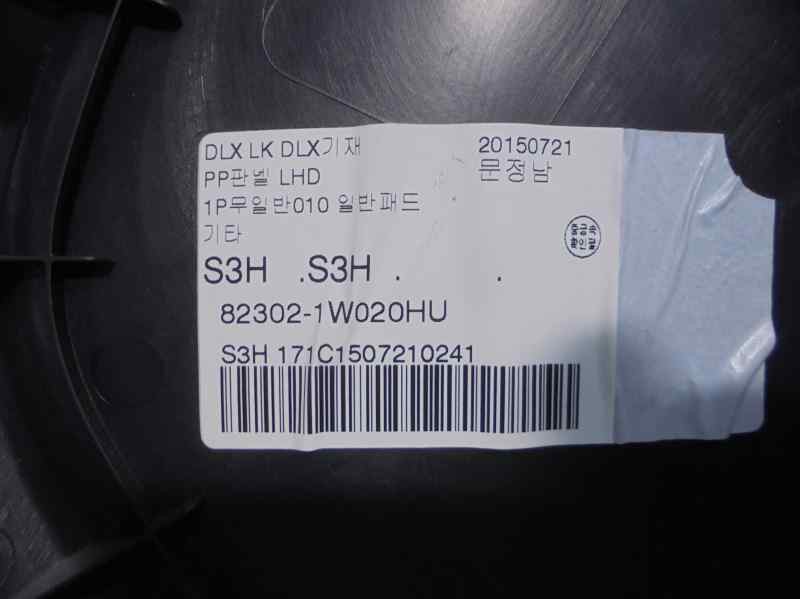 DLX LK DLX기재 20150721
PP판넬 LHD 문정남
1P무일반010 일반패드
기타
S3H .S3H . .
82302-1W020HU
S3H 171C1507210241